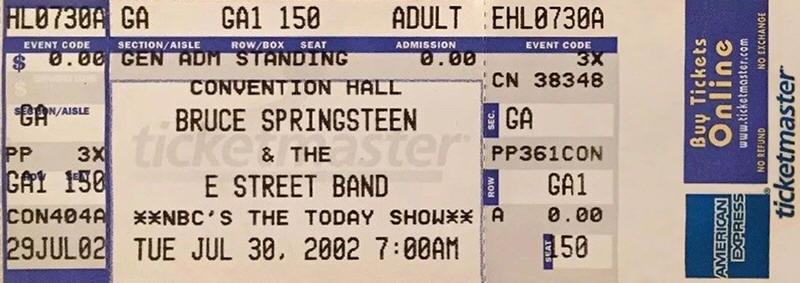 HL0730A GA GA1 150 ADULT EHL0730A
EVENT CODE SECTION/AISLE ROW/BOX SEAT ADMISSION EVENT CODE
$ 0.00 GEN ADM STANDING 0.00 3X
CONVENTION HALL CN 38348
SECTION/AISLE
GA BRUCE SPRINGSTEEN SEC. GA
ticketmaster
PP 3X & THE PP361CON
GA1 150 E STREET BAND ROW GA1
CON404A **NBC'S THE TODAY SHOW** A 0.00
29JUL02 TUE JUL 30, 2002 7:00AM SEAT 150
Buy Tickets
Online
www.ticketmaster.com
NO REFUND NO EXCHANGE
AMERICAN
EXPRESS
®
ticketmaster